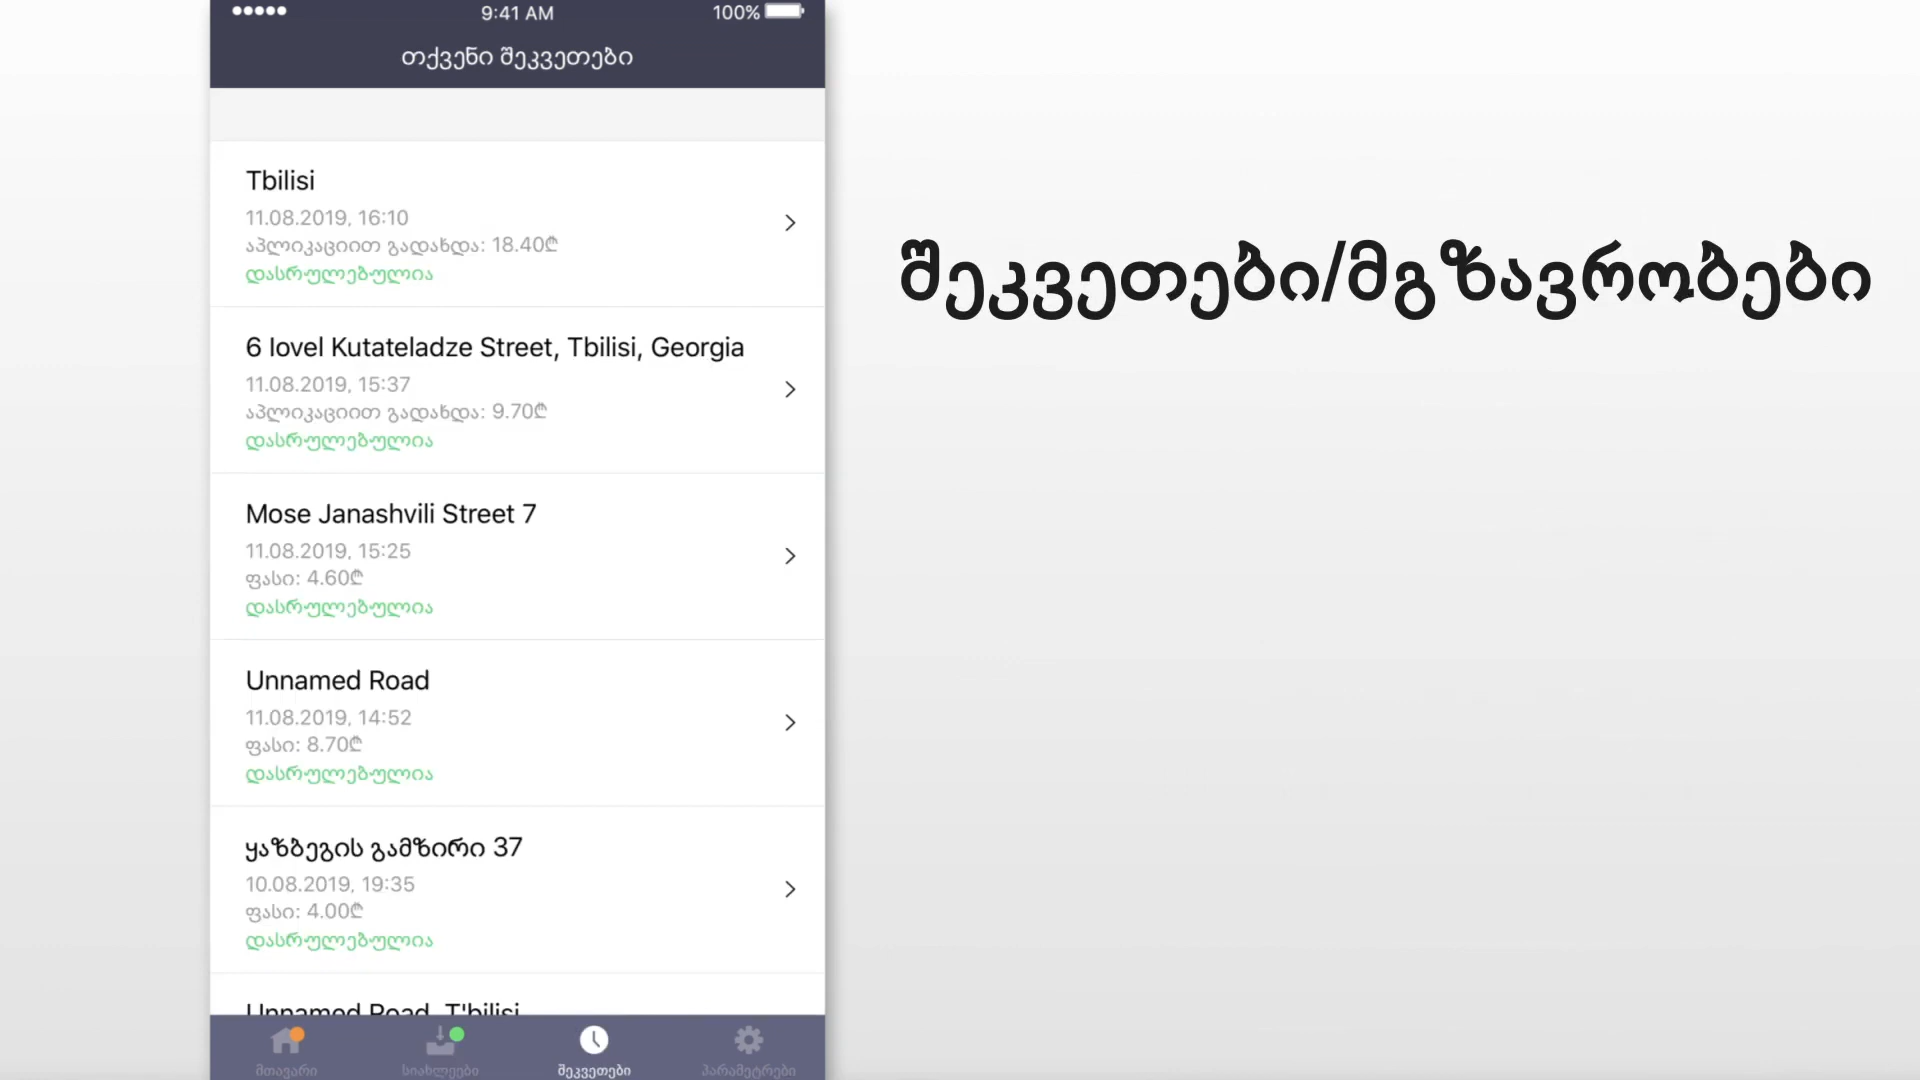 9:41 AM
100%
თქვენი შეკვეთები
Tbilisi
11.08.2019, 16:10
აპლიკაციით გადახდა: 18.40₾
დასრულებულია
6 Iovel Kutateladze Street, Tbilisi, Georgia
11.08.2019, 15:37
აპლიკაციით გადახდა: 9.70₾
დასრულებულია
Mose Janashvili Street 7
11.08.2019, 15:25
ფასი: 4.60₾
დასრულებულია
Unnamed Road
11.08.2019, 14:52
ფასი: 8.70₾
დასრულებულია
ყაზბეგის გამზირი 37
10.08.2019, 19:35
ფასი: 4.00₾
დასრულებულია
Unnamed Road, T'bilisi
მთავარი
სიახლეები
შეკვეთები
პარამეტრები
შეკვეთები/მგზავრობები